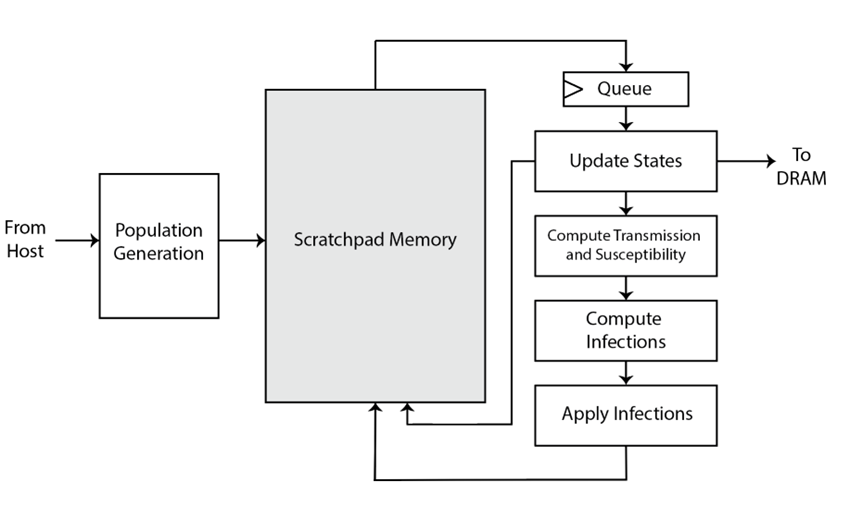 Queue
Update States
To
DRAM
From
Host
Population
Generation
Scratchpad Memory
Compute Transmission
and Susceptibility
Compute
Infections
Apply Infections